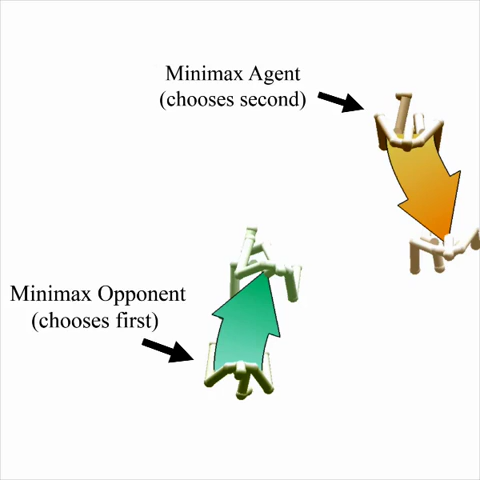 Minimax Agent
(chooses second)
Minimax Opponent
(chooses first)